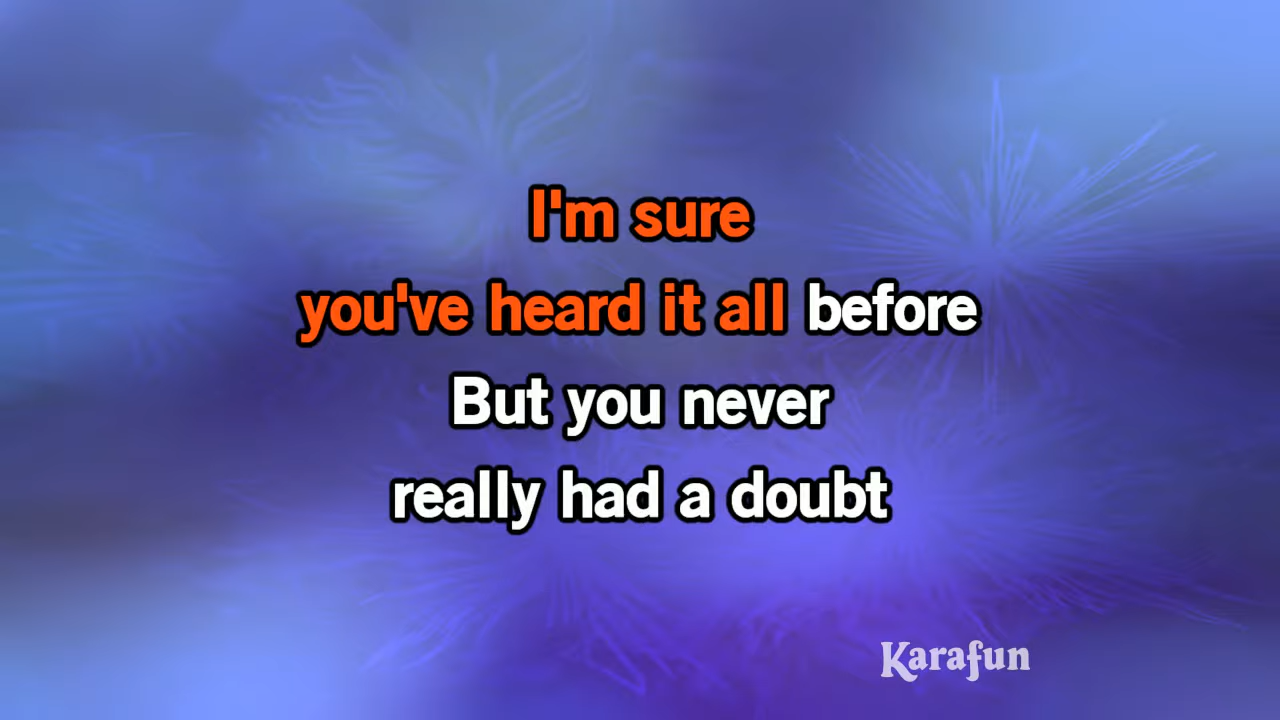 I'm sure
you've heard it all before
But you never
really had a doubt
Karafun